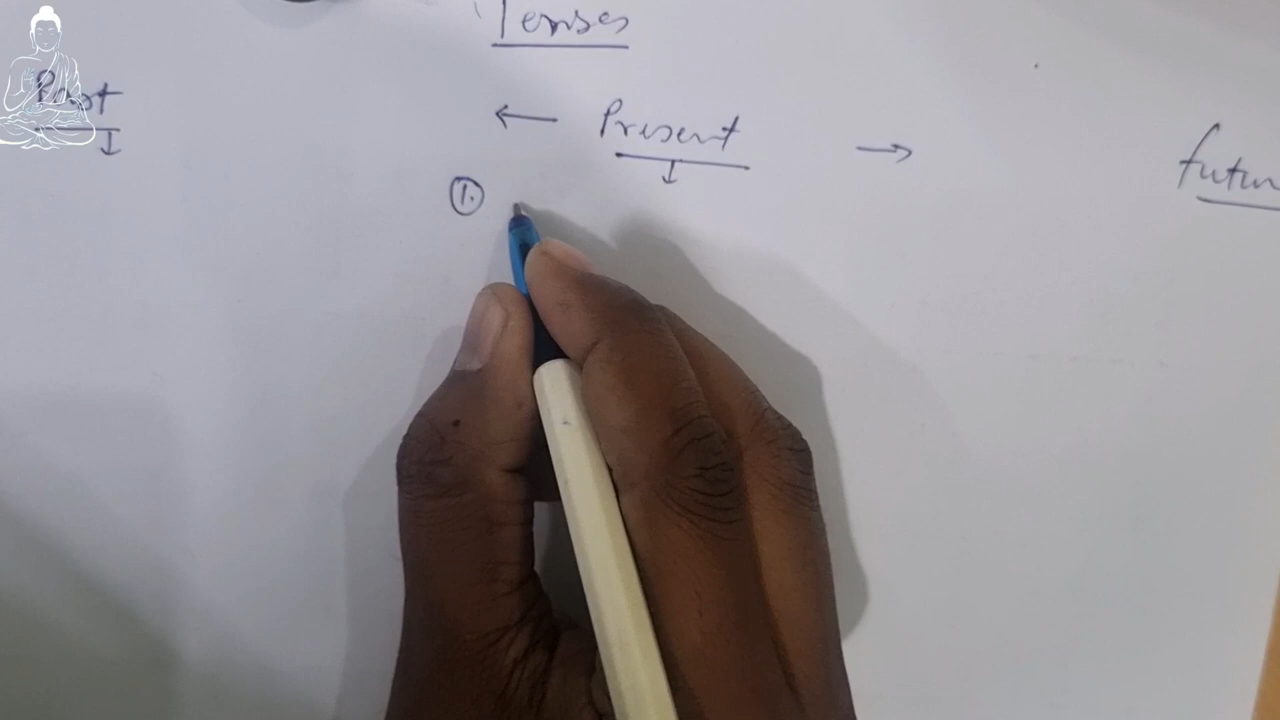 Tenses
Past ← Present → futur
↓ ↓
①.